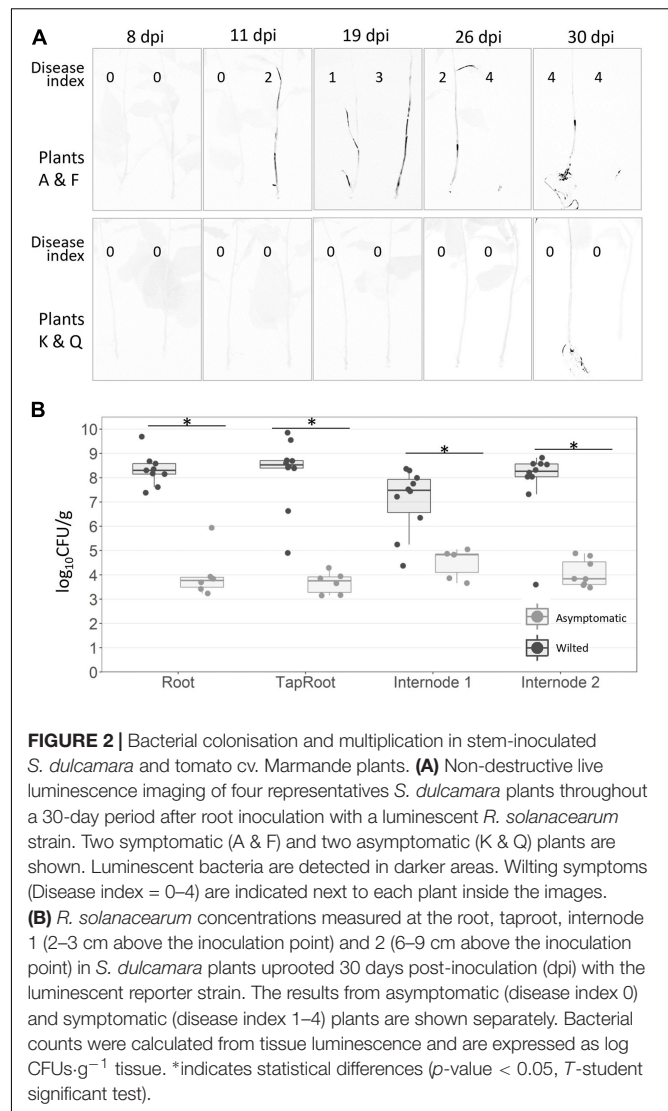 A
8 dpi 11 dpi 19 dpi 26 dpi 30 dpi
Disease index 0 0 0 2 1 3 2 4 4 4
Plants
A & F
Disease index 0 0 0 0 0 0 0 0 0 0
Plants
K & Q
B
10
9
8
7
6
5
4
3
2
1
0
log10CFU/g
* * * *
Asymptomatic
Wilted
Root TapRoot Internode 1 Internode 2
FIGURE 2 | Bacterial colonisation and multiplication in stem-inoculated
S. dulcamara and tomato cv. Marmande plants. (A) Non-destructive live
luminescence imaging of four representatives S. dulcamara plants throughout
a 30-day period after root inoculation with a luminescent R. solanacearum
strain. Two symptomatic (A & F) and two asymptomatic (K & Q) plants are
shown. Luminescent bacteria are detected in darker areas. Wilting symptoms
(Disease index = 0–4) are indicated next to each plant inside the images.
(B) R. solanacearum concentrations measured at the root, taproot, internode
1 (2–3 cm above the inoculation point) and 2 (6–9 cm above the inoculation
point) in S. dulcamara plants uprooted 30 days post-inoculation (dpi) with the
luminescent reporter strain. The results from asymptomatic (disease index 0)
and symptomatic (disease index 1–4) plants are shown separately. Bacterial
counts were calculated from tissue luminescence and are expressed as log
CFUs·g⁻¹ tissue. *indicates statistical differences (p-value < 0.05, T-student
significant test).